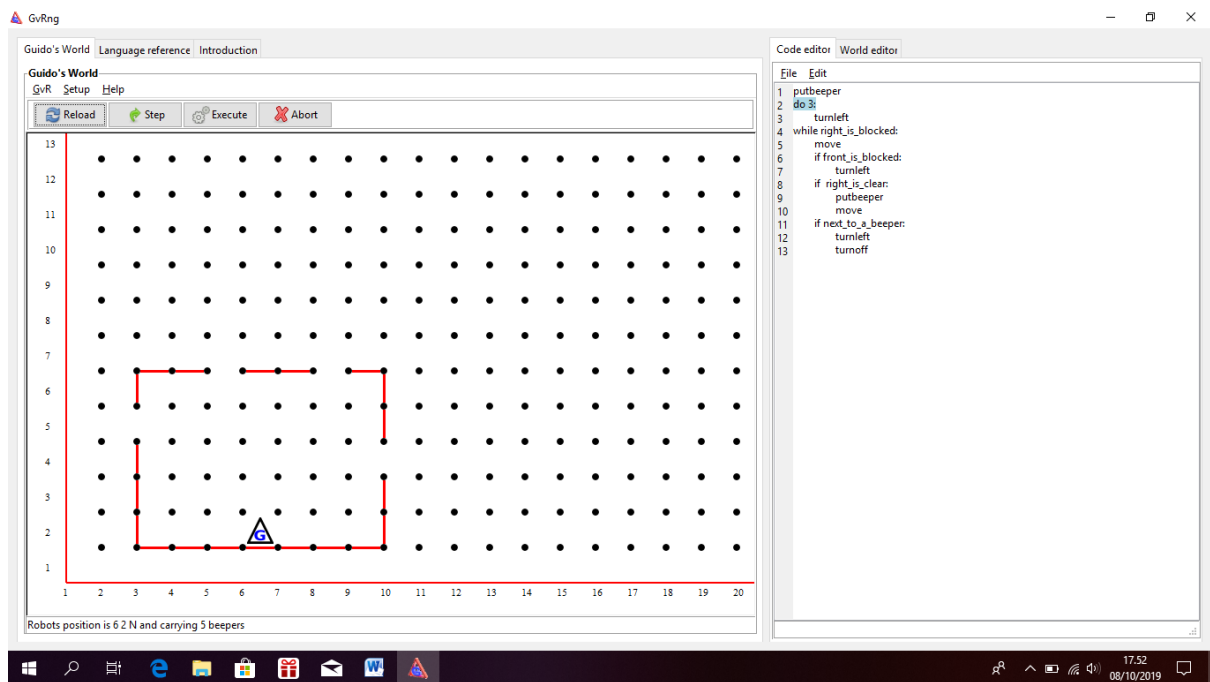 GvRng
Guido's World Language reference Introduction
Guido's World
GvR Setup Help
Reload Step Execute Abort
13
12
11
10
9
8
7
6
5
4
3
2
1
G
1 2 3 4 5 6 7 8 9 10 11 12 13 14 15 16 17 18 19 20
Robots position is 6 2 N and carrying 5 beepers
Code editor World editor
File Edit
1 putbeeper
2 do 3:
3 turnleft
4 while right_is_blocked:
5 move
6 if front_is_blocked:
7 turnleft
8 if right_is_clear:
9 putbeeper
10 move
11 if next_to_a_beeper:
12 turnleft
13 turnoff
17.52
08/10/2019